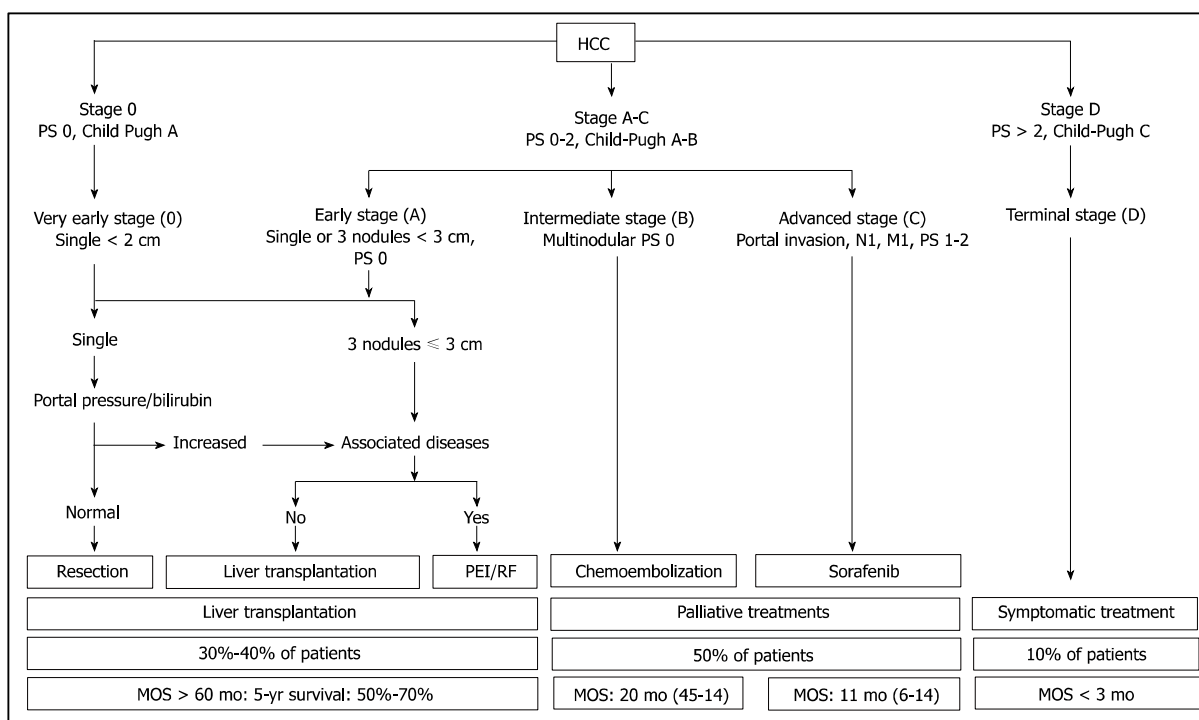 HCC
Stage 0
PS 0, Child Pugh A
Stage A-C
PS 0-2, Child-Pugh A-B
Stage D
PS > 2, Child-Pugh C
Very early stage (0)
Single < 2 cm
Early stage (A)
Single or 3 nodules < 3 cm,
PS 0
Intermediate stage (B)
Multinodular PS 0
Advanced stage (C)
Portal invasion, N1, M1, PS 1-2
Terminal stage (D)
Single
3 nodules ≤ 3 cm
Portal pressure/bilirubin
Increased
Associated diseases
Normal
No
Yes
Resection
Liver transplantation
PEI/RF
Chemoembolization
Sorafenib
Liver transplantation
Palliative treatments
Symptomatic treatment
30%-40% of patients
50% of patients
10% of patients
MOS > 60 mo: 5-yr survival: 50%-70%
MOS: 20 mo (45-14)
MOS: 11 mo (6-14)
MOS < 3 mo